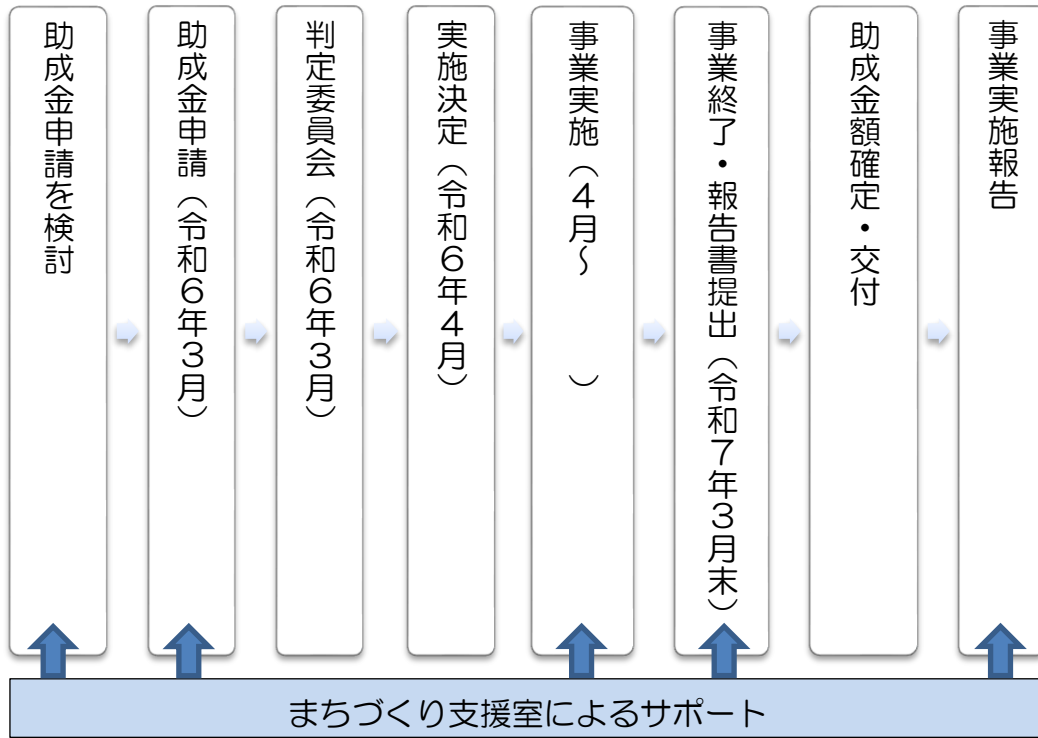 助成金申請を検討
助成金申請（令和６年３月）
判定委員会（令和６年３月）
実施決定（令和６年４月）
事業実施（４月～　　　）
事業終了・報告書提出（令和７年３月末）
助成金額確定・交付
事業実施報告
まちづくり支援室によるサポート